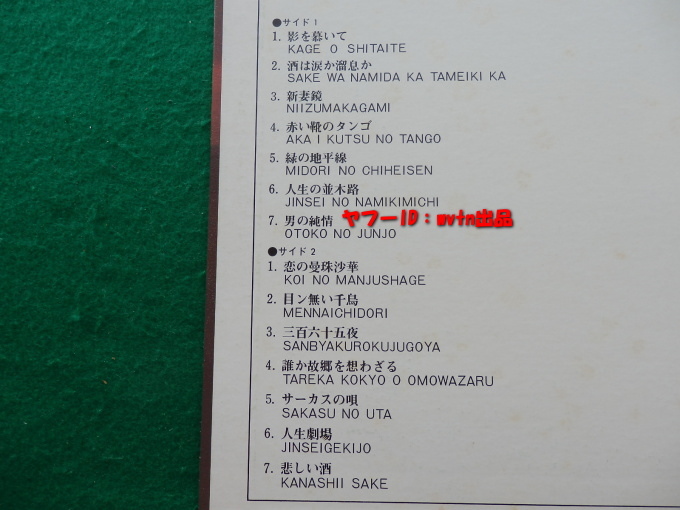 ●サイド1
1. 影を慕いて
KAGE O SHITAITE
2. 酒は涙か溜息か
SAKE WA NAMIDA KA TAMEIKI KA
3. 新妻鏡
NIIZUMAKAGAMI
4. 赤い靴のタンゴ
AKA I KUTSU NO TANGO
5. 緑の地平線
MIDORI NO CHIHEISEN
6. 人生の並木路
JINSEI NO NAMIKIMICHI
7. 男の純情 ヤフーID：mvtn出品
OTOKO NO JUNJO
●サイド2
1. 恋の曼珠沙華
KOI NO MANJUSHAGE
2. 目ン無い千鳥
MENNAICHIDORI
3. 三百六十五夜
SANBYAKUROKUJUGOYA
4. 誰か故郷を想わざる
TAREKA KOKYO O OMOWAZARU
5. サーカスの唄
SAKASU NO UTA
6. 人生劇場
JINSEIGEKIJO
7. 悲しい酒
KANASHII SAKE